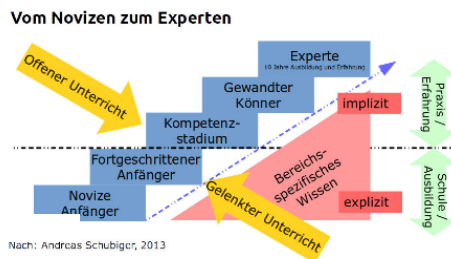 Vom Novizen zum Experten
Offener Unterricht
Experte
10 Jahre Ausbildung und Erfahrung
Gewandter
Könner
Kompetenz-
stadium
Fortgeschrittener
Anfänger
Novize
Anfänger
implizit
Bereichs-
spezifisches
Wissen
explizit
Gelenkter Unterricht
Praxis /
Erfahrung
Schule /
Ausbildung
Nach: Andreas Schubiger, 2013